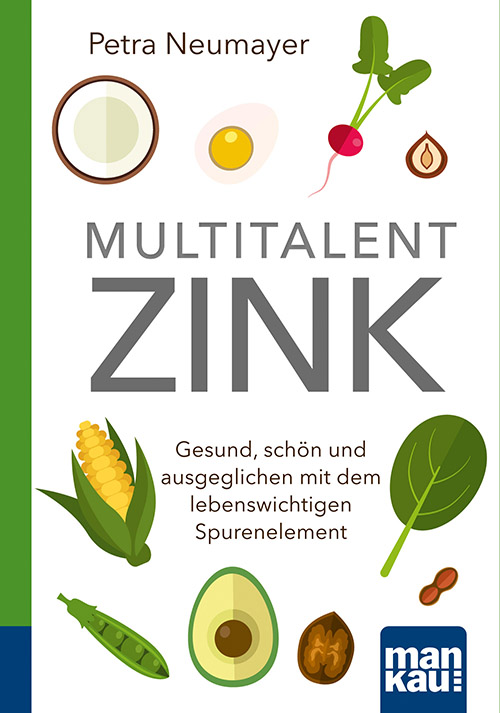 Petra Neumayer
MULTITALENT
ZINK
Gesund, schön und
ausgeglichen mit dem
lebenswichtigen
Spurenelement
man
kau